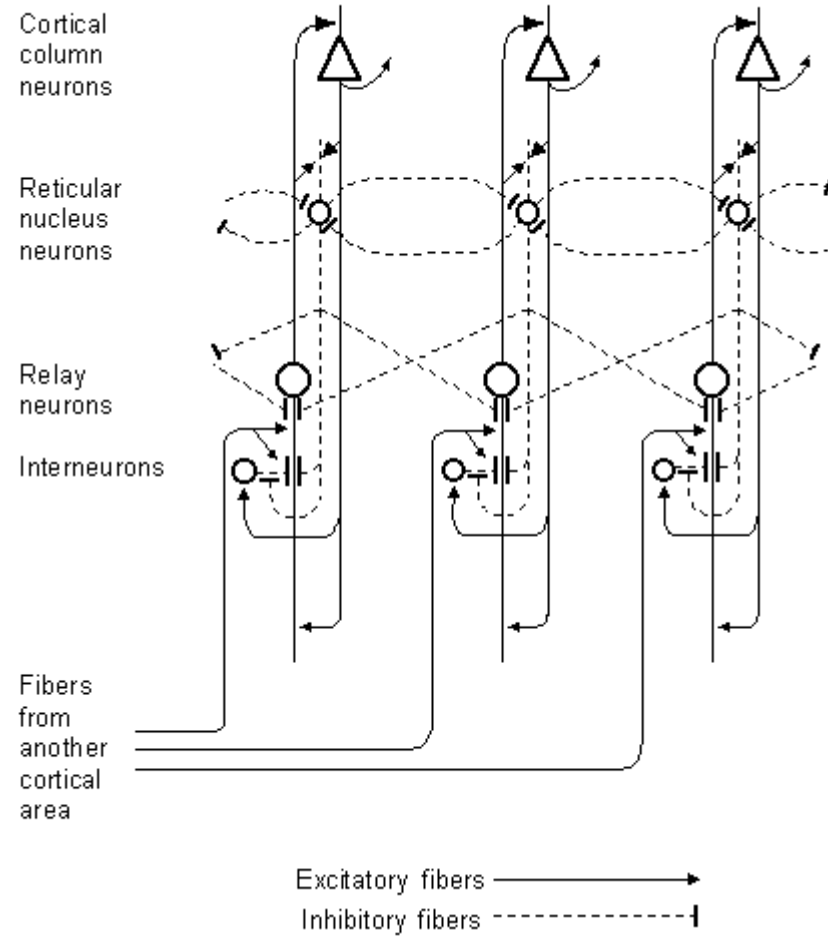 Cortical
column
neurons
Reticular
nucleus
neurons
Relay
neurons
Interneurons
Fibers
from
another
cortical
area
Excitatory fibers
Inhibitory fibers